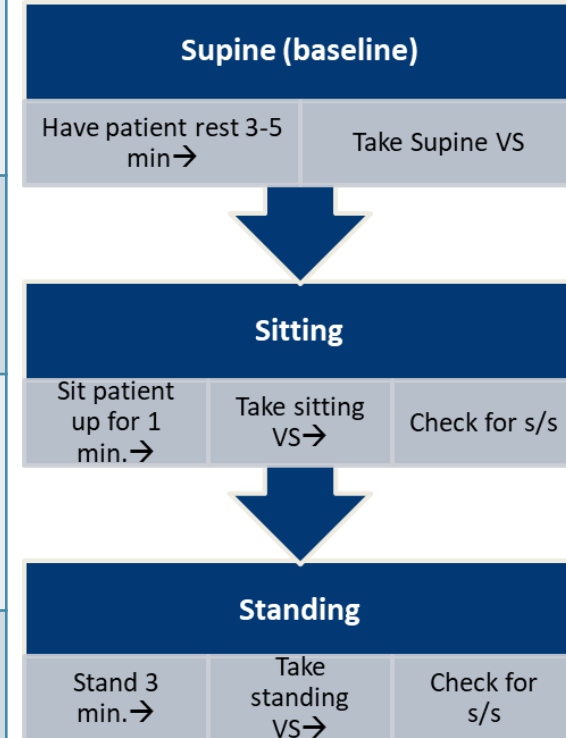 Supine (baseline)
Have patient rest 3-5
min→
Take Supine VS
Sitting
Sit patient
up for 1
min.→
Take sitting
VS→
Check for s/s
Standing
Stand 3
min.→
Take
standing
VS→
Check for
s/s